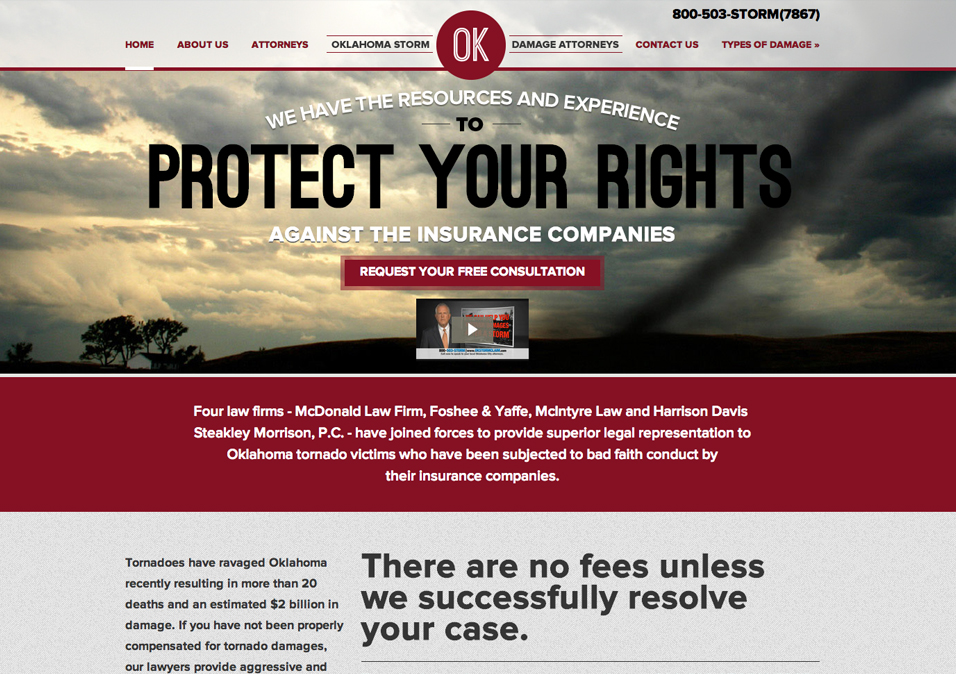 800-503-STORM(7867)
HOME ABOUT US ATTORNEYS OKLAHOMA STORM OK DAMAGE ATTORNEYS CONTACT US TYPES OF DAMAGE »
WE HAVE THE RESOURCES AND EXPERIENCE
TO
PROTECT YOUR RIGHTS
AGAINST THE INSURANCE COMPANIES
REQUEST YOUR FREE CONSULTATION
Four law firms - McDonald Law Firm, Foshee & Yaffe, McIntyre Law and Harrison Davis
Steakley Morrison, P.C. - have joined forces to provide superior legal representation to
Oklahoma tornado victims who have been subjected to bad faith conduct by
their insurance companies.
Tornadoes have ravaged Oklahoma
recently resulting in more than 20
deaths and an estimated $2 billion in
damage. If you have not been properly
compensated for tornado damages,
our lawyers provide aggressive and
There are no fees unless
we successfully resolve
your case.